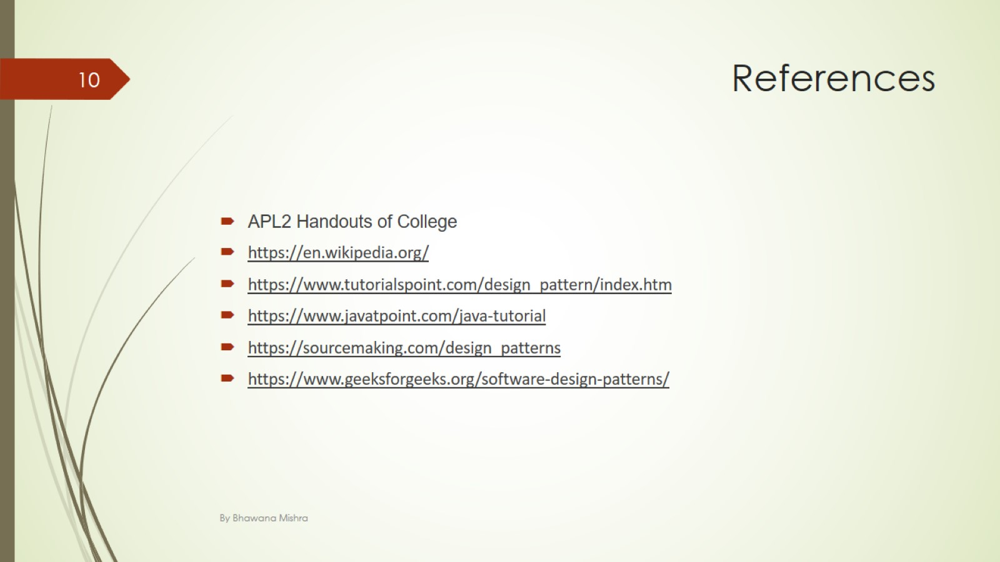 10
References
APL2 Handouts of College
https://en.wikipedia.org/
https://www.tutorialspoint.com/design_pattern/index.htm
https://www.javatpoint.com/java-tutorial
https://sourcemaking.com/design_patterns
https://www.geeksforgeeks.org/software-design-patterns/
By Bhawana Mishra